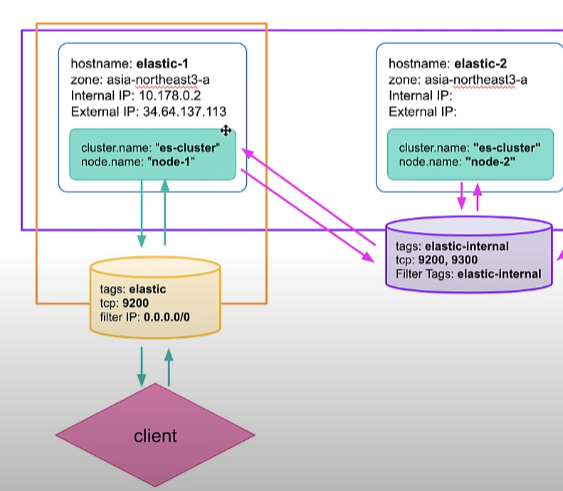 hostname: elastic-1
zone: asia-northeast3-a
Internal IP: 10.178.0.2
External IP: 34.64.137.113
cluster.name: "es-cluster"
node.name: "node-1"
hostname: elastic-2
zone: asia-northeast3-a
Internal IP:
External IP:
cluster.name: "es-cluster"
node.name: "node-2"
tags: elastic-internal
tcp: 9200, 9300
Filter Tags: elastic-internal
tags: elastic
tcp: 9200
filter IP: 0.0.0.0/0
client